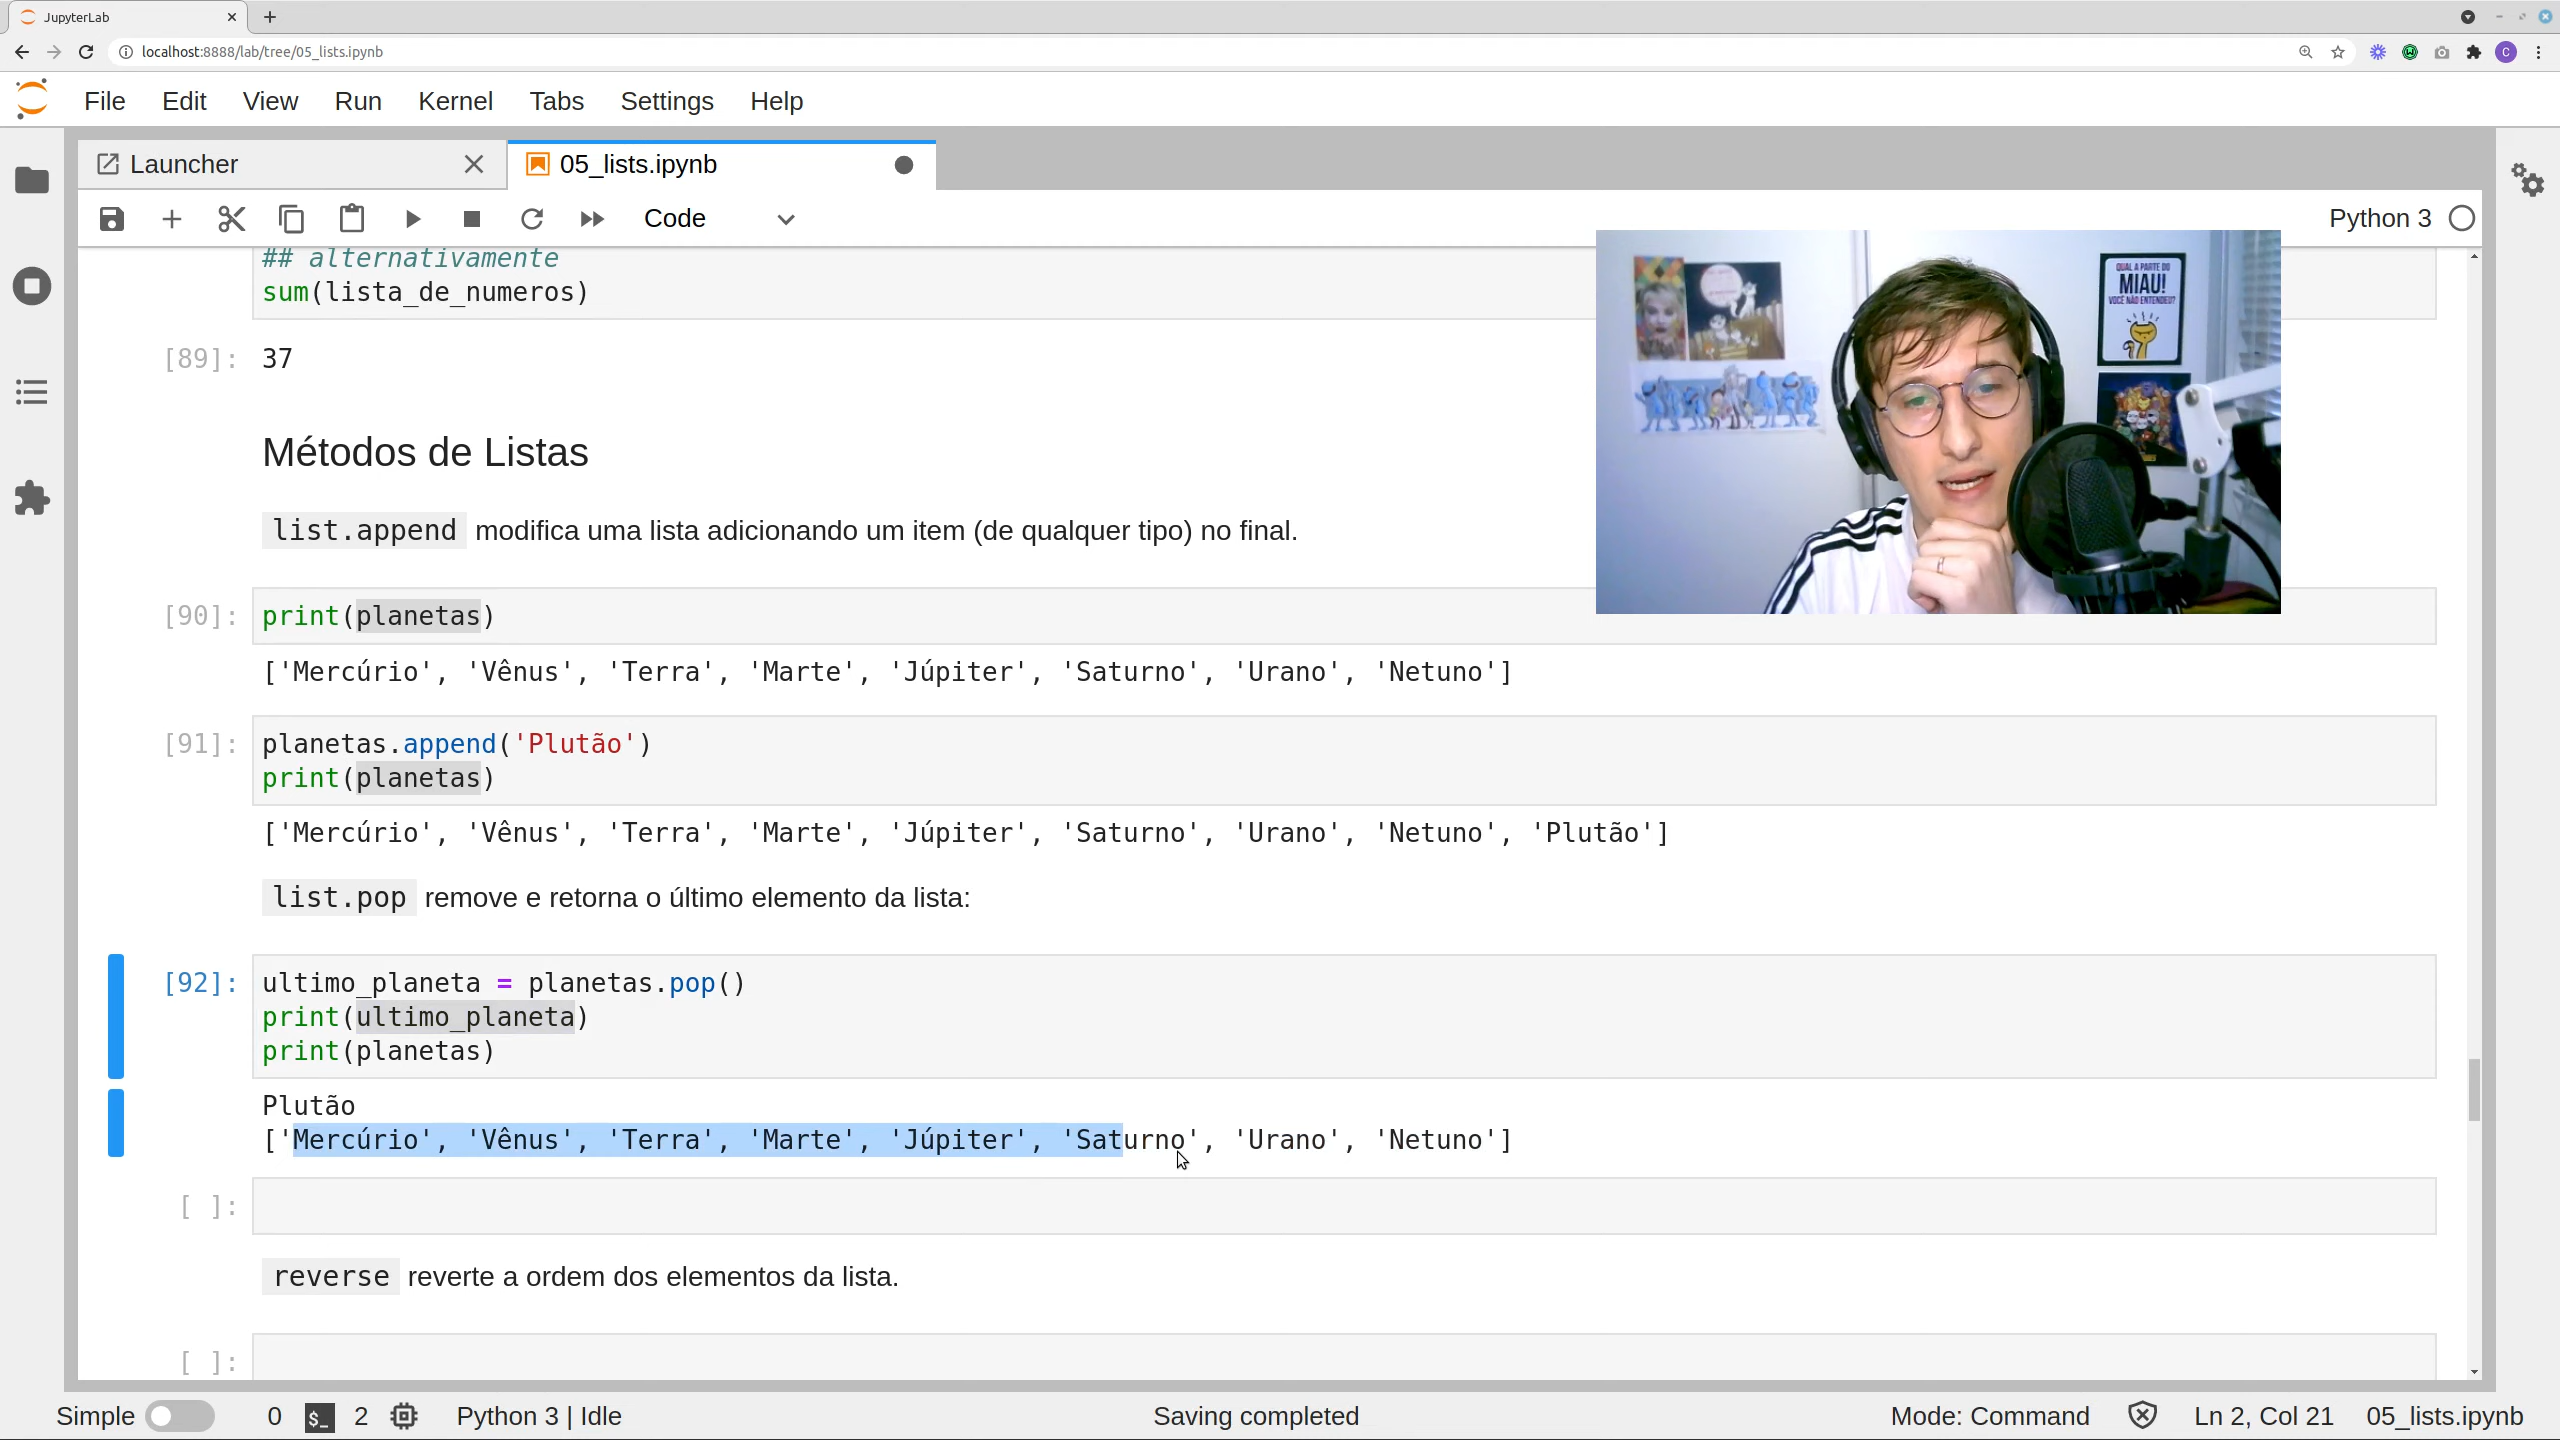 JupyterLab
localhost:8888/lab/tree/05_lists.ipynb
C
File Edit View Run Kernel Tabs Settings Help
Launcher
05_lists.ipynb
Code
Python 3
## alternativamente
sum(lista_de_numeros)
[89]: 37
QUAL A PARTE DO
MIAU!
VOCÊ NÃO ENTENDEU?
Métodos de Listas
list.append modifica uma lista adicionando um item (de qualquer tipo) no final.
[90]: print(planetas)
['Mercúrio', 'Vênus', 'Terra', 'Marte', 'Júpiter', 'Saturno', 'Urano', 'Netuno']
[91]: planetas.append('Plutão')
print(planetas)
['Mercúrio', 'Vênus', 'Terra', 'Marte', 'Júpiter', 'Saturno', 'Urano', 'Netuno', 'Plutão']
list.pop remove e retorna o último elemento da lista:
[92]: ultimo_planeta = planetas.pop()
print(ultimo_planeta)
print(planetas)
Plutão
['Mercúrio', 'Vênus', 'Terra', 'Marte', 'Júpiter', 'Saturno', 'Urano', 'Netuno']
[ ]:
reverse reverte a ordem dos elementos da lista.
[ ]:
Simple 0 $_ 2 Python 3 | Idle Saving completed Mode: Command Ln 2, Col 21 05_lists.ipynb